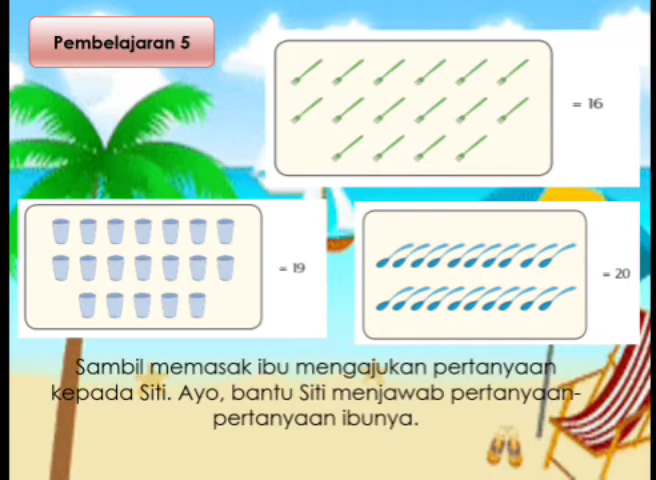 Pembelajaran 5
= 16
= 19
= 20
Sambil memasak ibu mengajukan pertanyaan
kepada Siti. Ayo, bantu Siti menjawab pertanyaan-
pertanyaan ibunya.